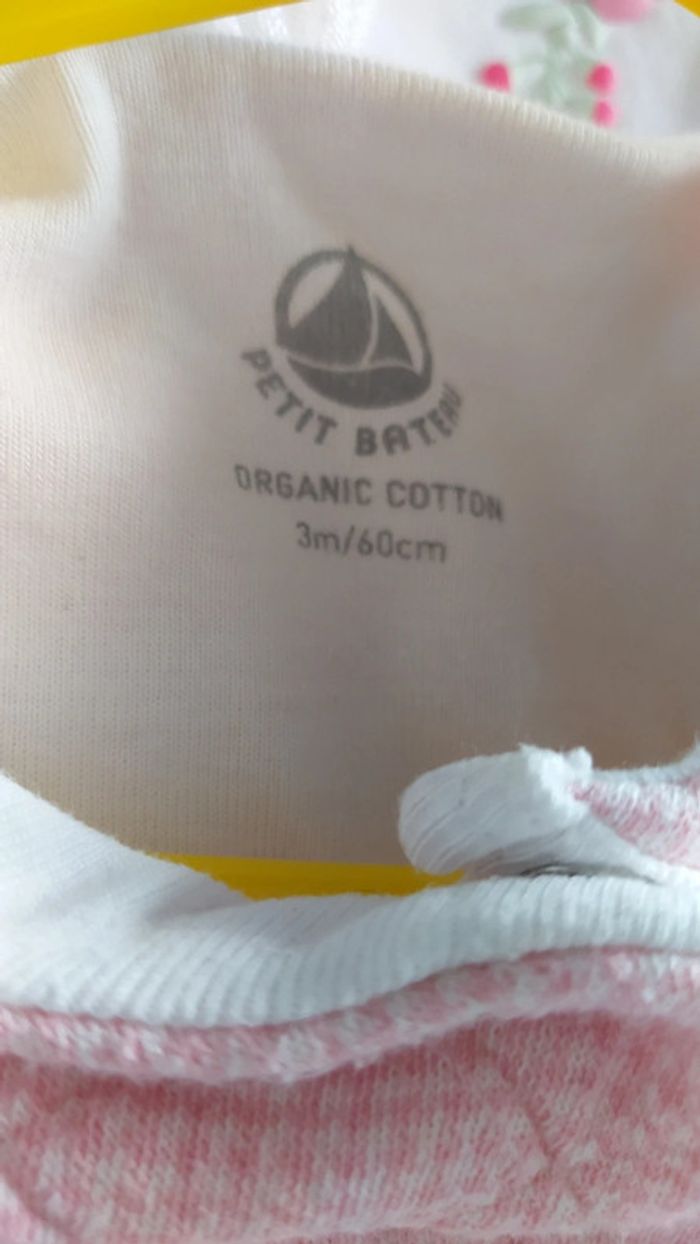 PETIT BATEAU
ORGANIC COTTON
3m/60cm